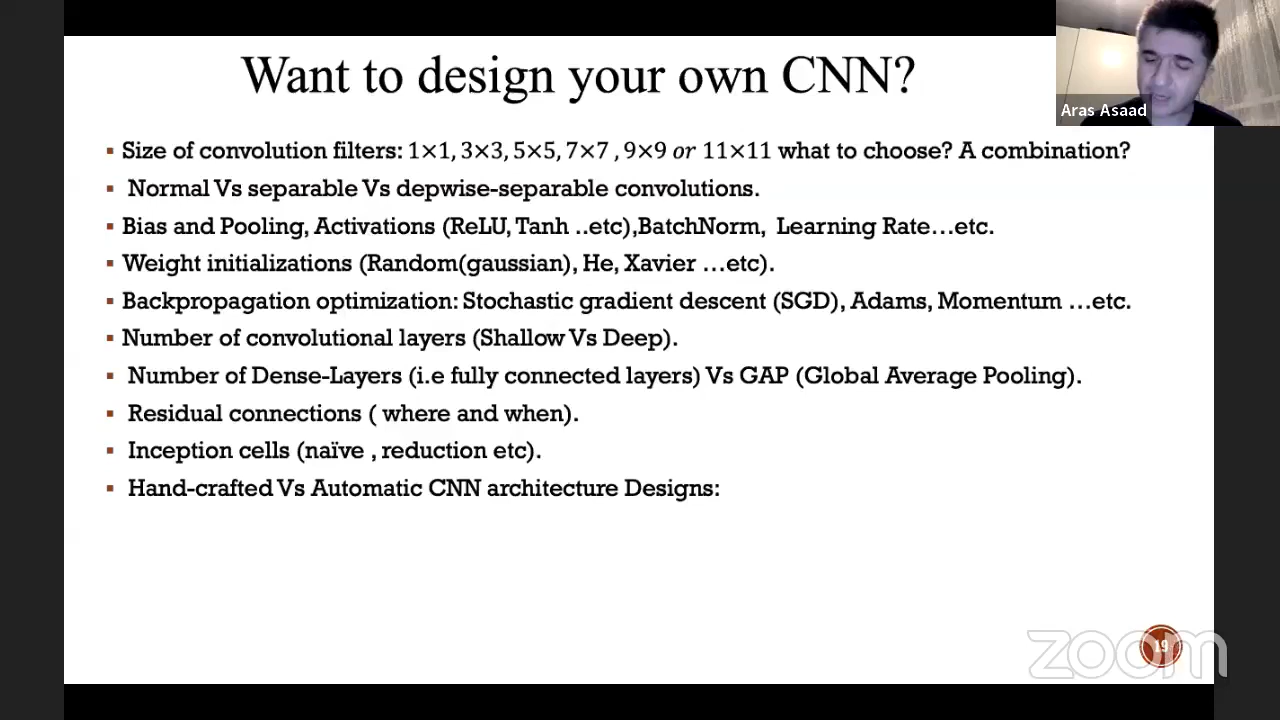 Want to design your own CNN?
Aras Asaad
▪ Size of convolution filters: 1×1, 3×3, 5×5, 7×7 , 9×9 or 11×11 what to choose? A combination?
▪ Normal Vs separable Vs depwise-separable convolutions.
▪ Bias and Pooling, Activations (ReLU, Tanh ..etc),BatchNorm, Learning Rate…etc.
▪ Weight initializations (Random(gaussian), He, Xavier …etc).
▪ Backpropagation optimization: Stochastic gradient descent (SGD), Adams, Momentum …etc.
▪ Number of convolutional layers (Shallow Vs Deep).
▪ Number of Dense-Layers (i.e fully connected layers) Vs GAP (Global Average Pooling).
▪ Residual connections ( where and when).
▪ Inception cells (naïve , reduction etc).
▪ Hand-crafted Vs Automatic CNN architecture Designs:
19
zoom